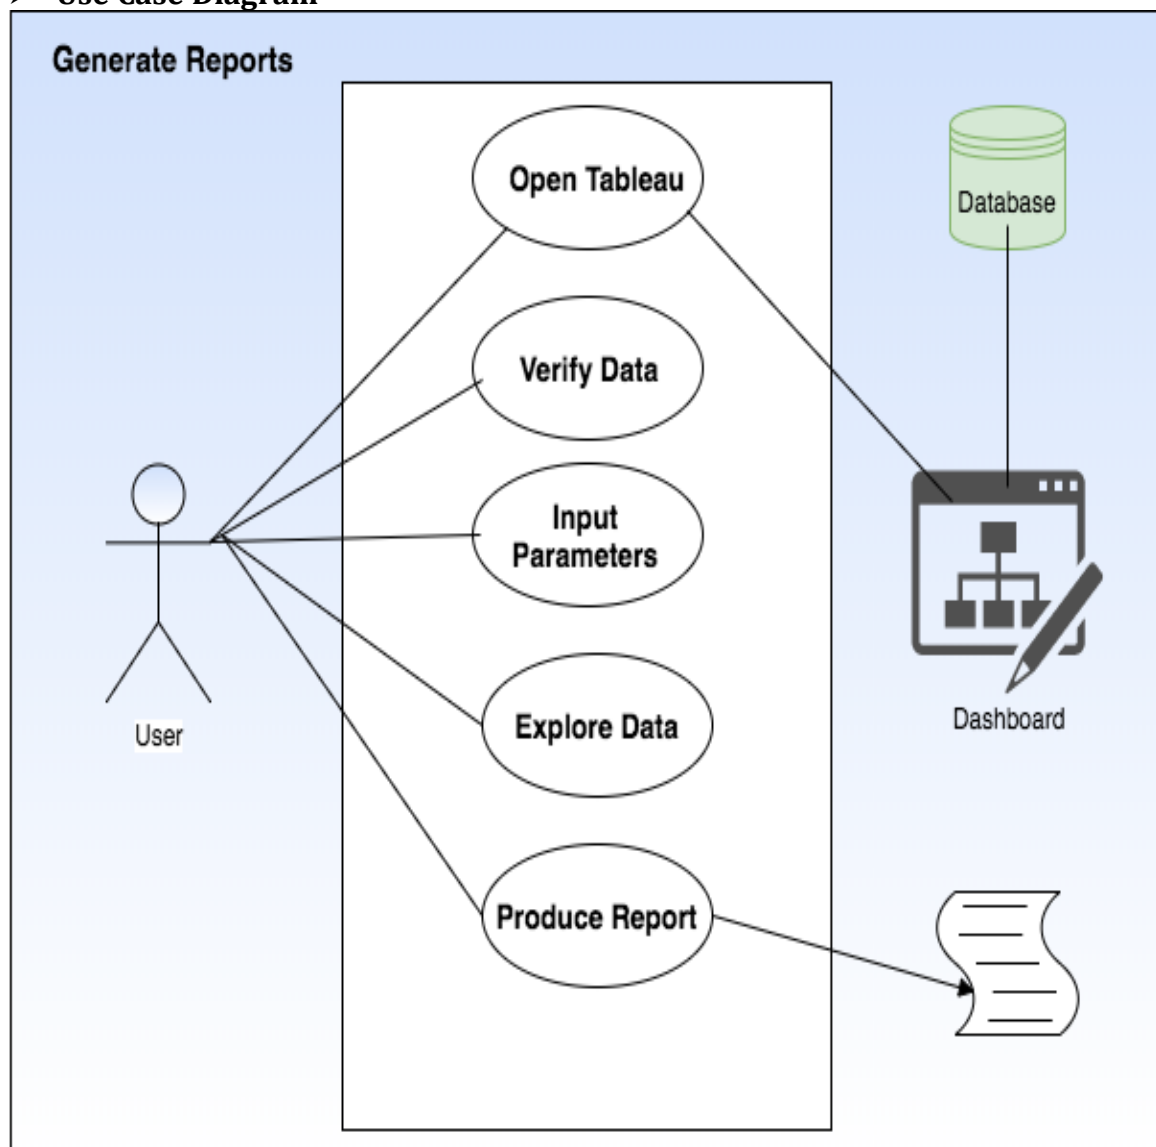 Use Case Diagram
Generate Reports
Open Tableau
Database
Verify Data
Input
Parameters
User
Explore Data
Dashboard
Produce Report